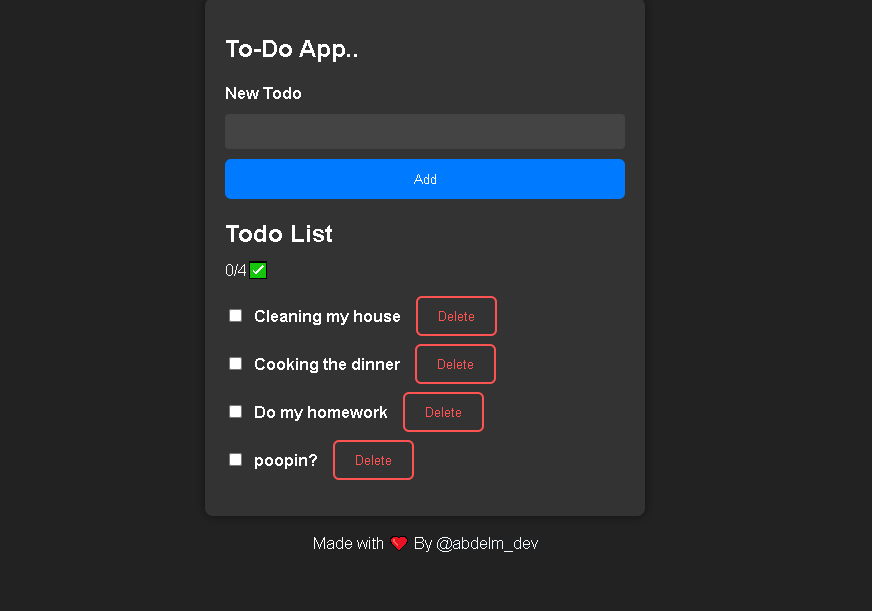 To-Do App..
New Todo
Add
Todo List
0/4✅
Cleaning my house Delete
Cooking the dinner Delete
Do my homework Delete
poopin? Delete
Made with ❤️ By @abdelm_dev